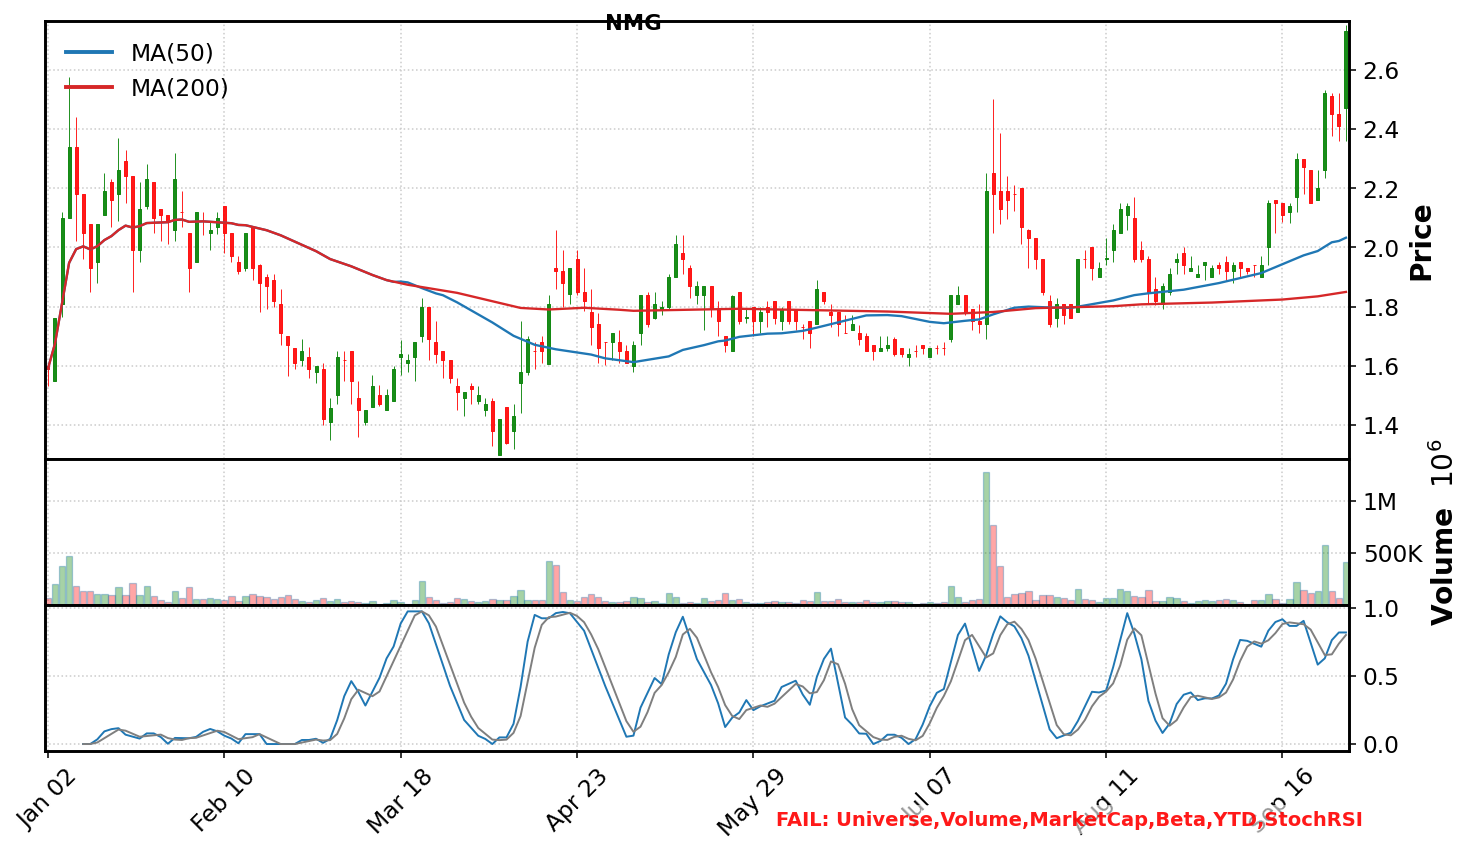 NMG
MA(50)
MA(200)
2.6
2.4
2.2
2.0
1.8
1.6
1.4
Price
1M
500K
Volume 10^6
1.0
0.5
0.0
Jan 02
Feb 10
Mar 18
Apr 23
May 29
Jul 07
Aug 11
Sep 16
FAIL: Universe,Volume,MarketCap,Beta,YTD,StochRSI